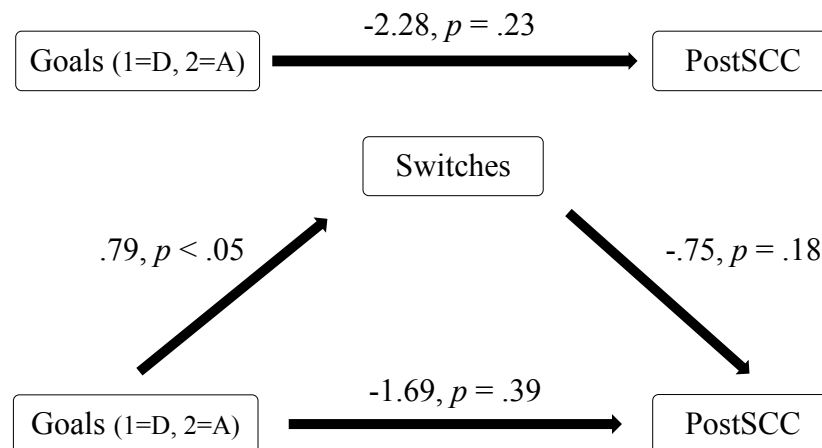 -2.28, p = .23
Goals (1=D, 2=A)
PostSCC
Switches
.79, p < .05
-.75, p = .18
-1.69, p = .39
Goals (1=D, 2=A)
PostSCC